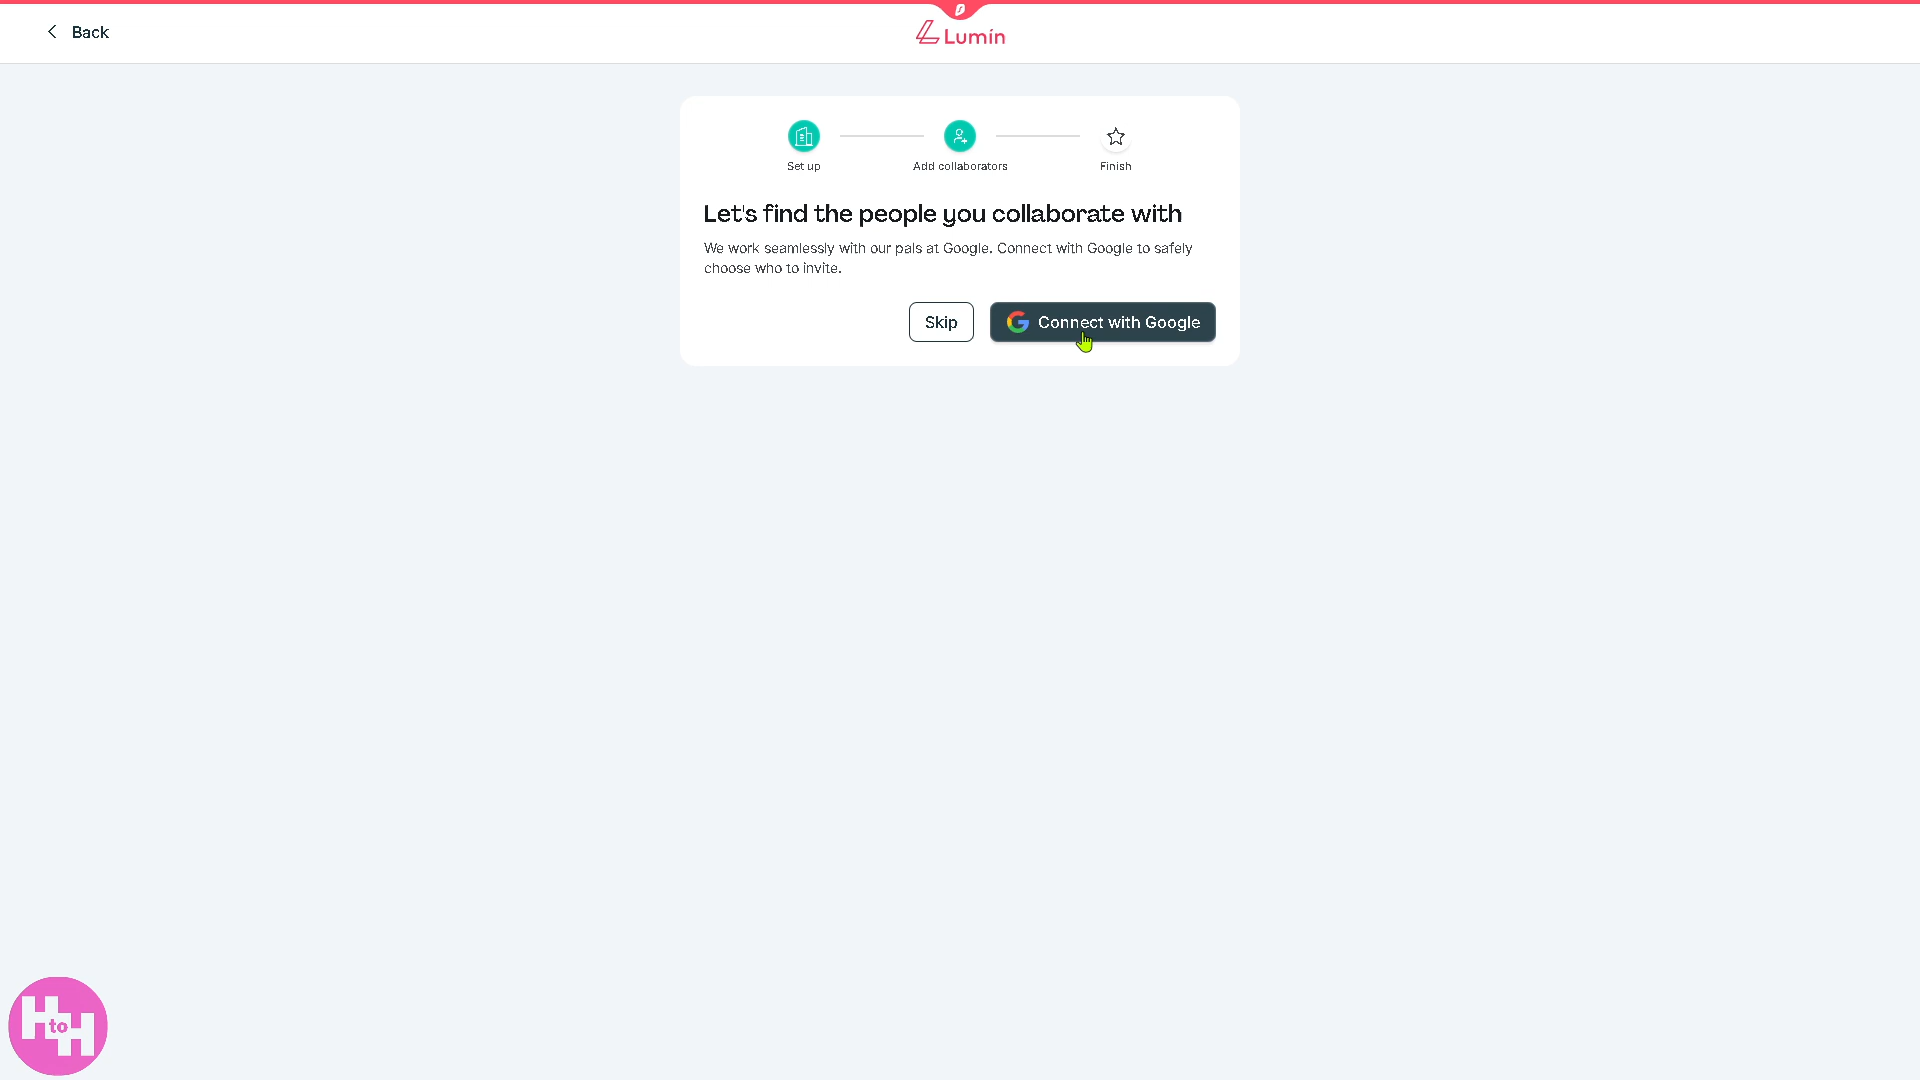 Back
Lumin
Set up
Add collaborators
Finish
Let's find the people you collaborate with
We work seamlessly with our pals at Google. Connect with Google to safely
choose who to invite.
Skip
Connect with Google
H to H